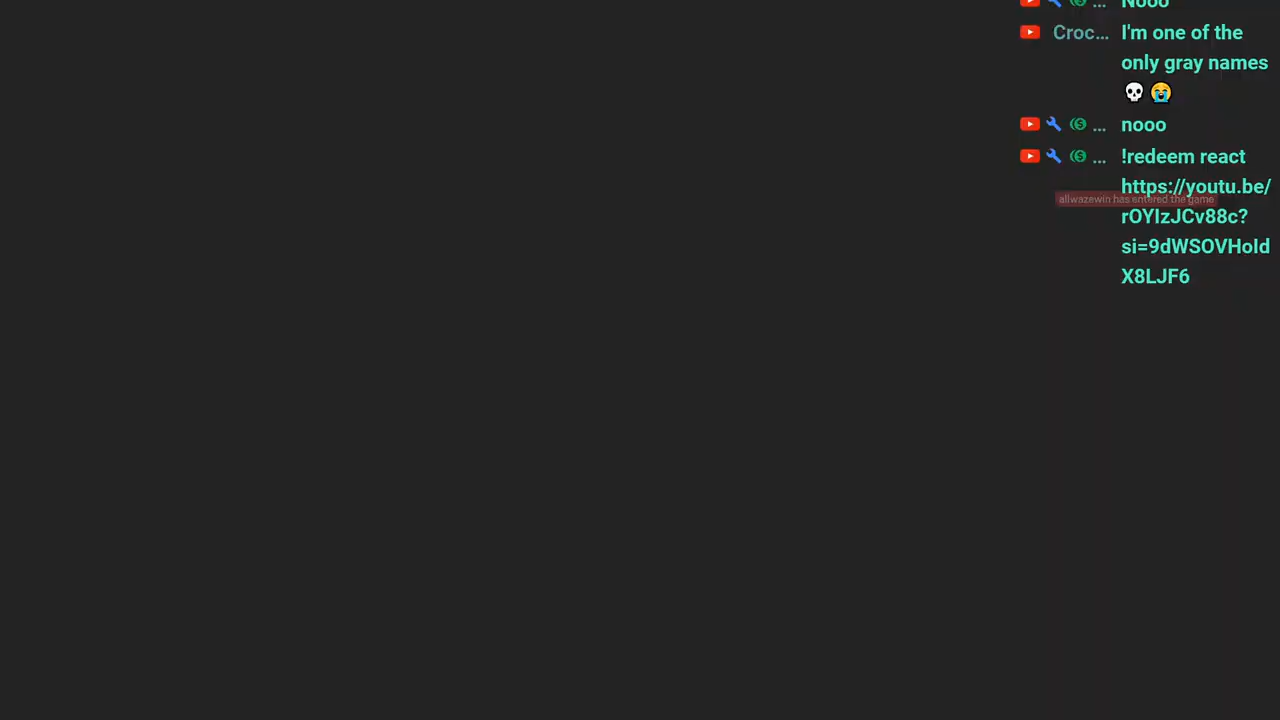 Nooo
Croc... I'm one of the
only gray names
💀😭
... nooo
... !redeem react
https://youtu.be/
allwazewin has entered the game
rOYIzJCv88c?
si=9dWSOVHoId
X8LJF6